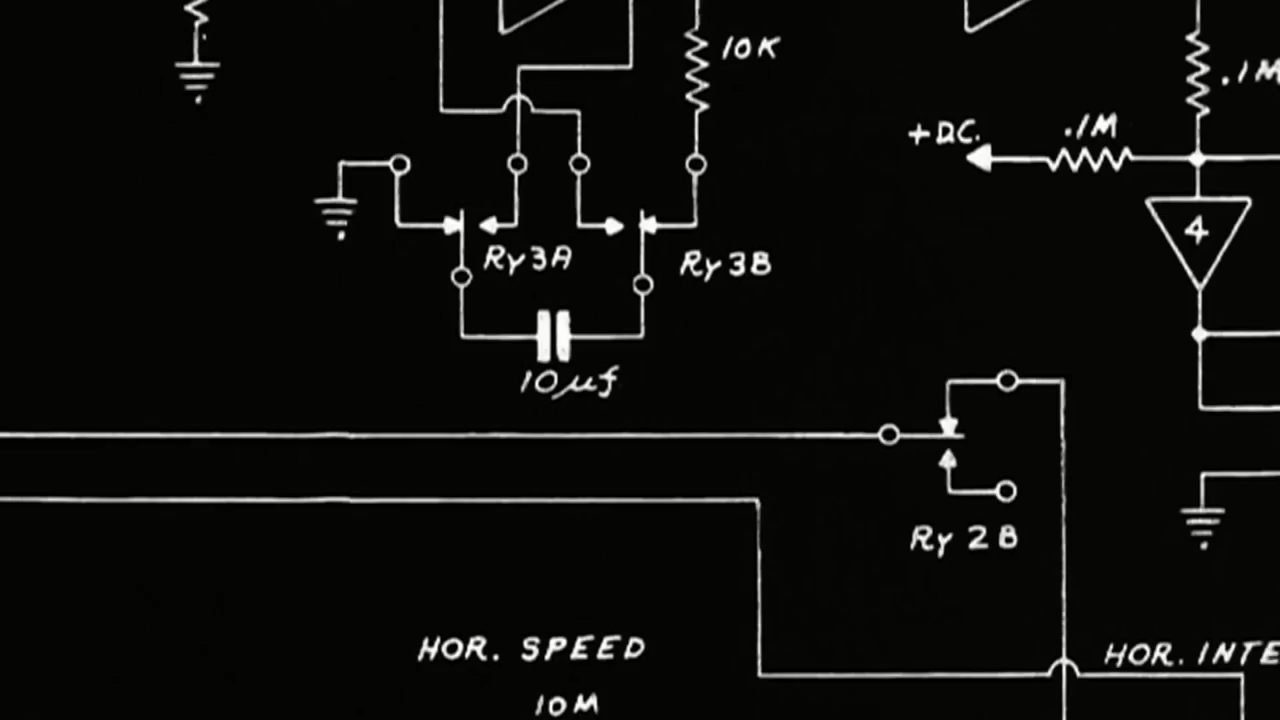 10K
.1M
+D.C.
.1M
4
Ry3A
Ry3B
10µf
Ry 2B
HOR. SPEED
HOR. INTE
10M